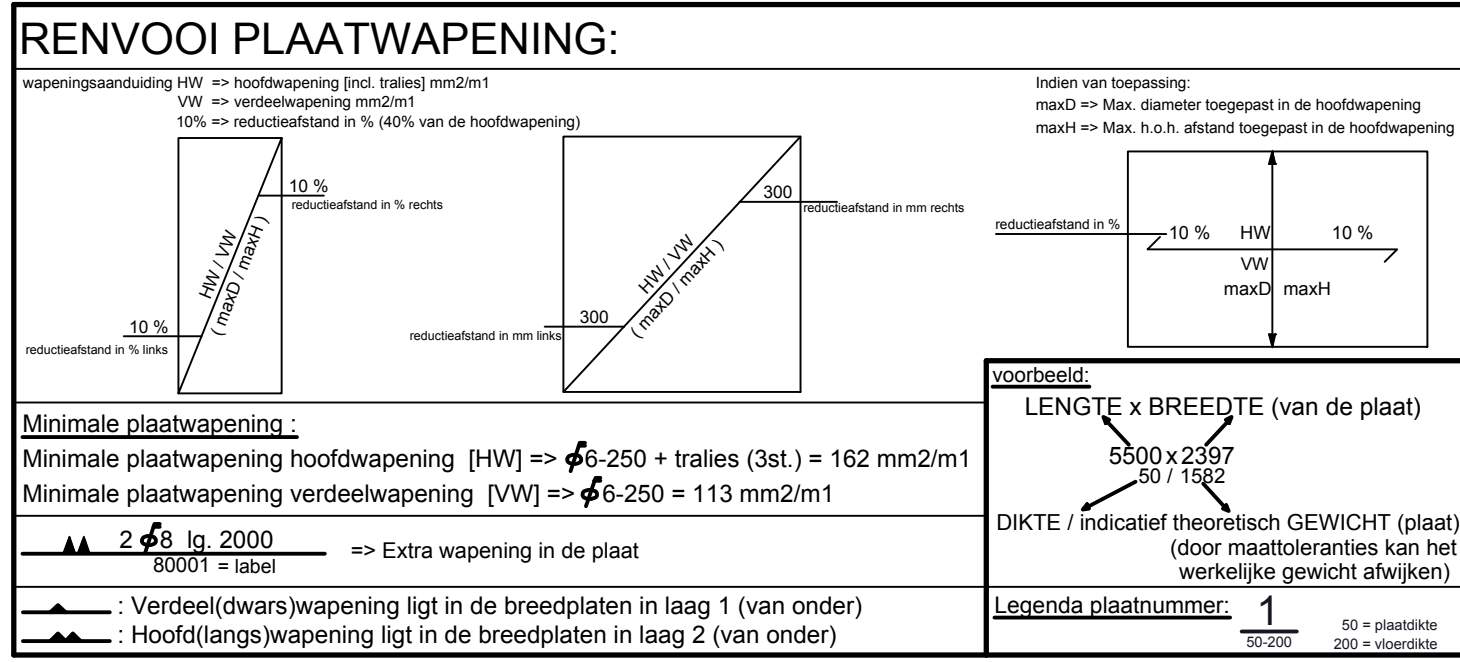 RENVOOI PLAATWAPENING:
wapeningsaanduiding HW => hoofdwapening [incl. tralies] mm2/m1
VW => verdeelwapening mm2/m1
10% => reductieafstand in % (40% van de hoofdwapening)
10 %
reductieafstand in % rechts
HW / VW
( maxD / maxH )
10 %
reductieafstand in % links
300
reductieafstand in mm rechts
HW / VW
( maxD / maxH )
300
reductieafstand in mm links
Indien van toepassing:
maxD => Max. diameter toegepast in de hoofdwapening
maxH => Max. h.o.h. afstand toegepast in de hoofdwapening
reductieafstand in %
10 % HW 10 %
VW
maxD maxH
Minimale plaatwapening :
Minimale plaatwapening hoofdwapening [HW] => ϕ6-250 + tralies (3st.) = 162 mm2/m1
Minimale plaatwapening verdeelwapening [VW] => ϕ6-250 = 113 mm2/m1
2 ϕ8 lg. 2000
80001 = label
=> Extra wapening in de plaat
: Verdeel(dwars)wapening ligt in de breedplaten in laag 1 (van onder)
: Hoofd(langs)wapening ligt in de breedplaten in laag 2 (van onder)
voorbeeld:
LENGTE x BREEDTE (van de plaat)
5500 x 2397
50 / 1582
DIKTE / indicatief theoretisch GEWICHT (plaat)
(door maattoleranties kan het
werkelijke gewicht afwijken)
Legenda plaatnummer:
1
50-200
50 = plaatdikte
200 = vloerdikte